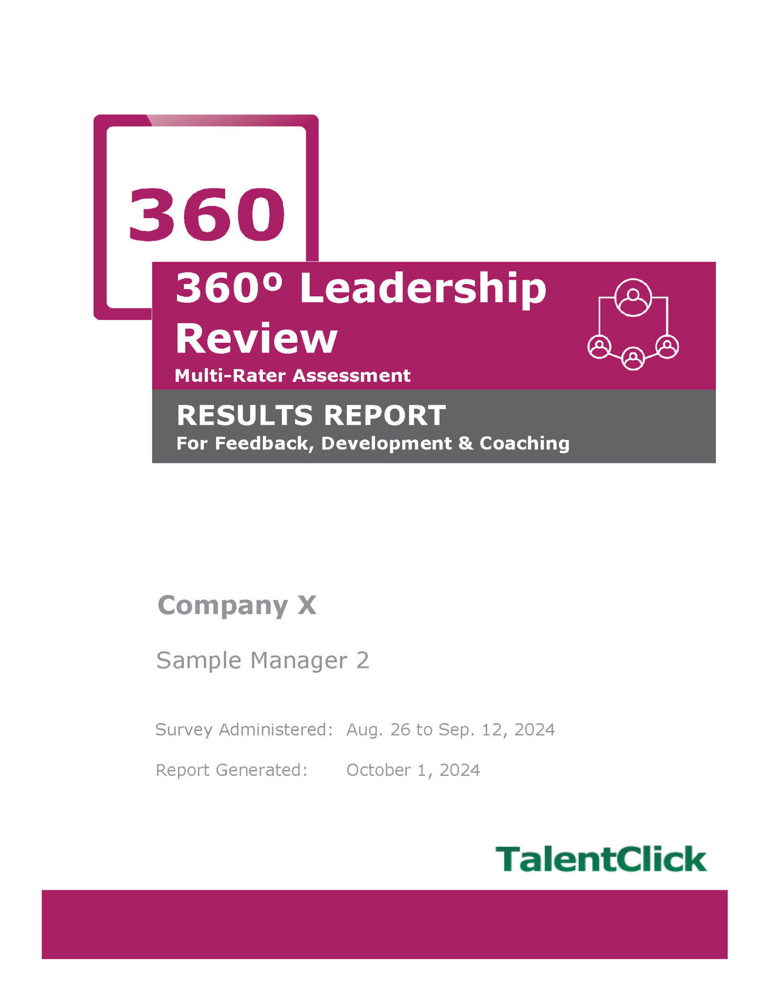 360
360º Leadership
Review
Multi-Rater Assessment
RESULTS REPORT
For Feedback, Development & Coaching
Company X
Sample Manager 2
Survey Administered: Aug. 26 to Sep. 12, 2024
Report Generated: October 1, 2024
TalentClick